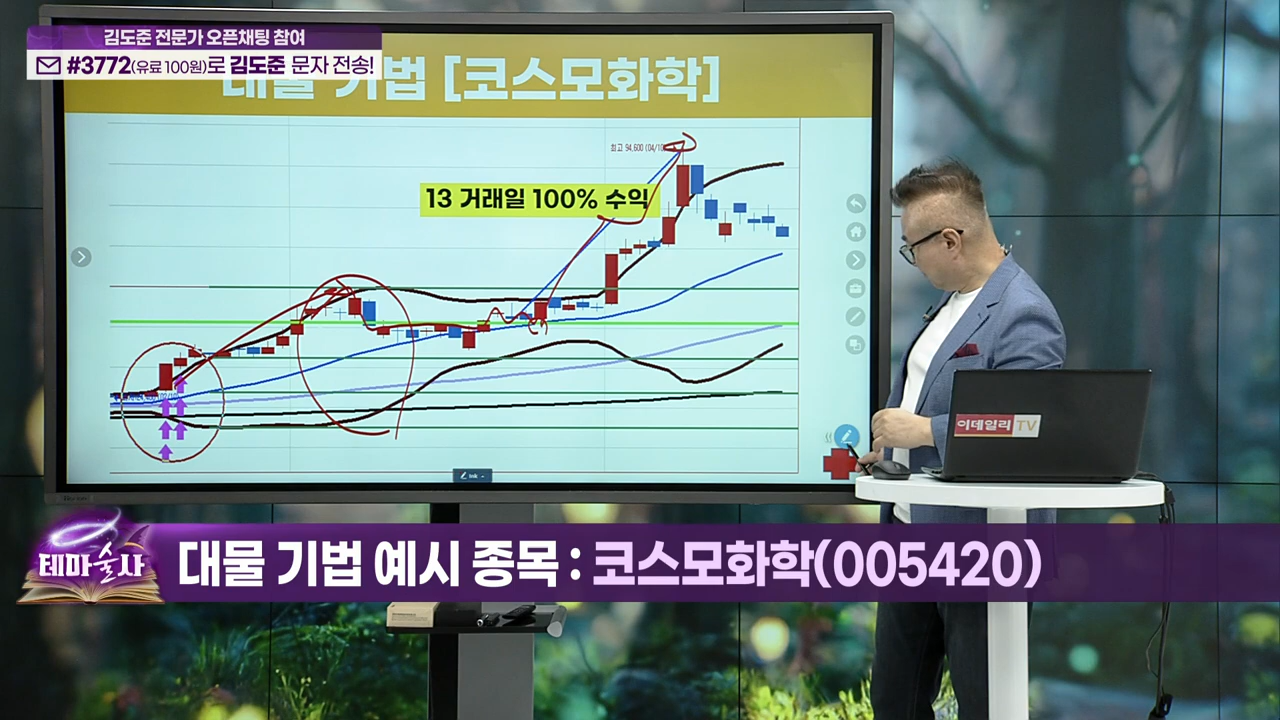 김도준 전문가 오픈채팅 참여
#3772(유료 100원)로 김도준 문자 전송!
대물 기법 [코스모화학]
13 거래일 100% 수익
이데일리 TV
테마술사
대물 기법 예시 종목 : 코스모화학(005420)